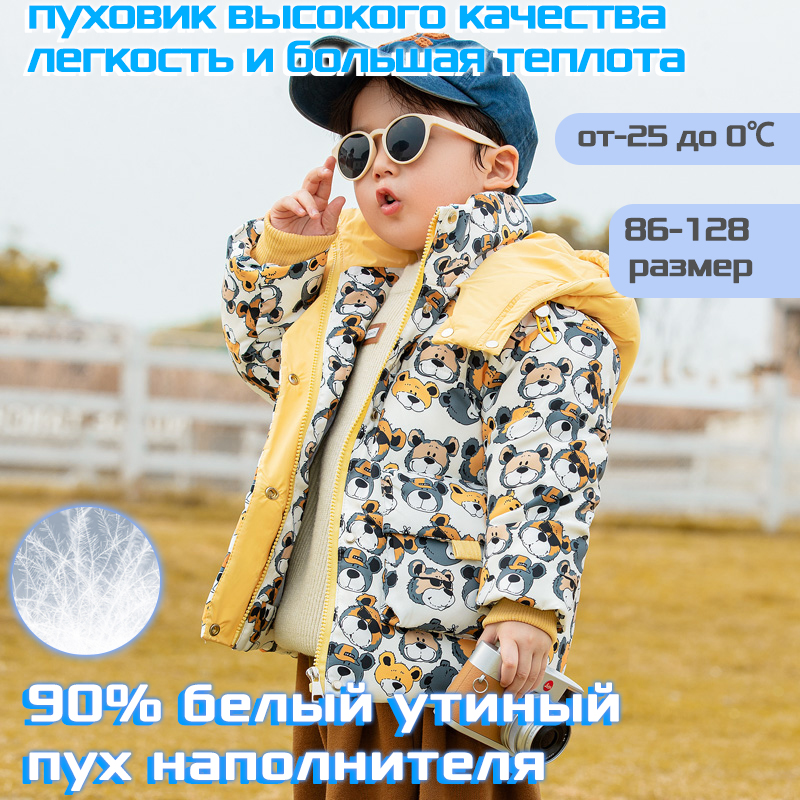 пуховик высокого качества
легкость и большая теплота
от-25 до 0℃
86-128
размер
90% белый утиный
пух наполнителя